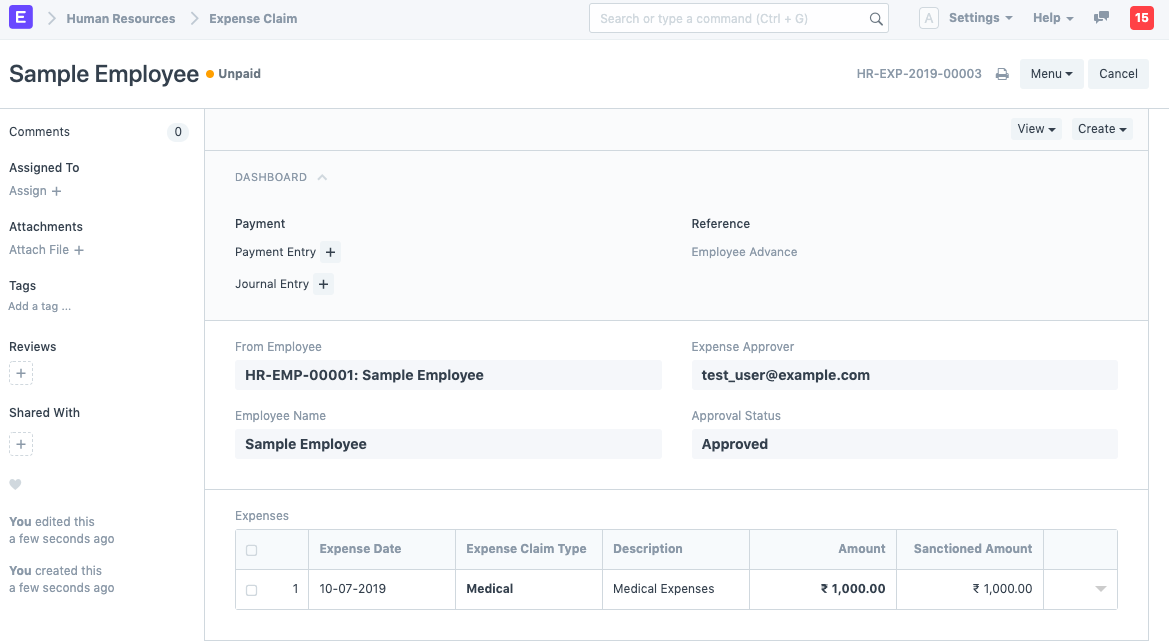 E Human Resources Expense Claim Search or type a command (Ctrl + G) A Settings Help 15
Sample Employee Unpaid HR-EXP-2019-00003 Menu Cancel
Comments 0
Assigned To
Assign +
Attachments
Attach File +
Tags
Add a tag ...
Reviews
+
Shared With
+
You edited this
a few seconds ago
You created this
a few seconds ago
View Create
DASHBOARD
Payment Reference
Payment Entry + Employee Advance
Journal Entry +
From Employee Expense Approver
HR-EMP-00001: Sample Employee test_user@example.com
Employee Name Approval Status
Sample Employee Approved
Expenses
Expense Date Expense Claim Type Description Amount Sanctioned Amount
1 10-07-2019 Medical Medical Expenses ₹ 1,000.00 ₹ 1,000.00